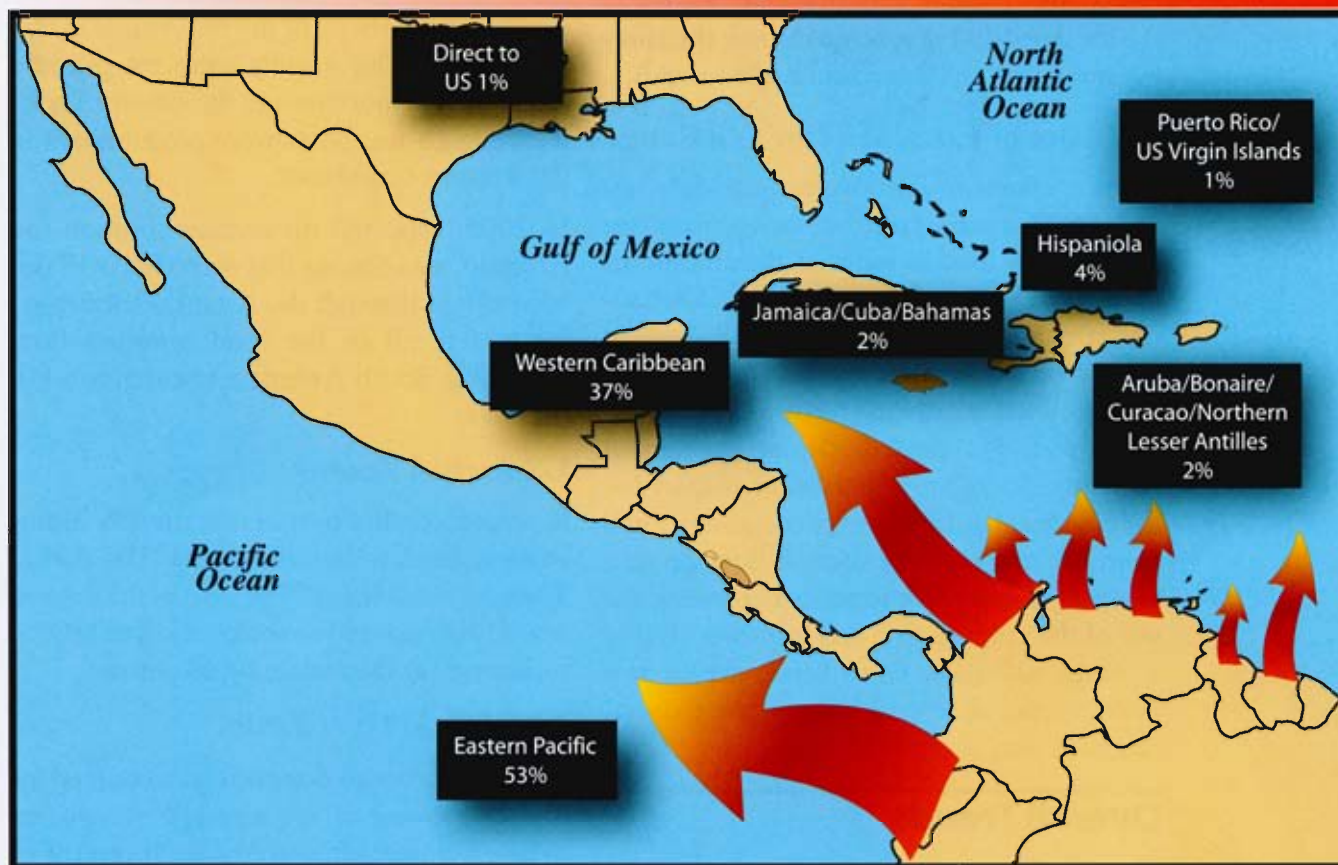 Direct to
US 1%
North
Atlantic
Ocean
Puerto Rico/
US Virgin Islands
1%
Gulf of Mexico
Hispaniola
4%
Jamaica/Cuba/Bahamas
2%
Western Caribbean
37%
Aruba/Bonaire/
Curacao/Northern
Lesser Antilles
2%
Pacific
Ocean
Eastern Pacific
53%